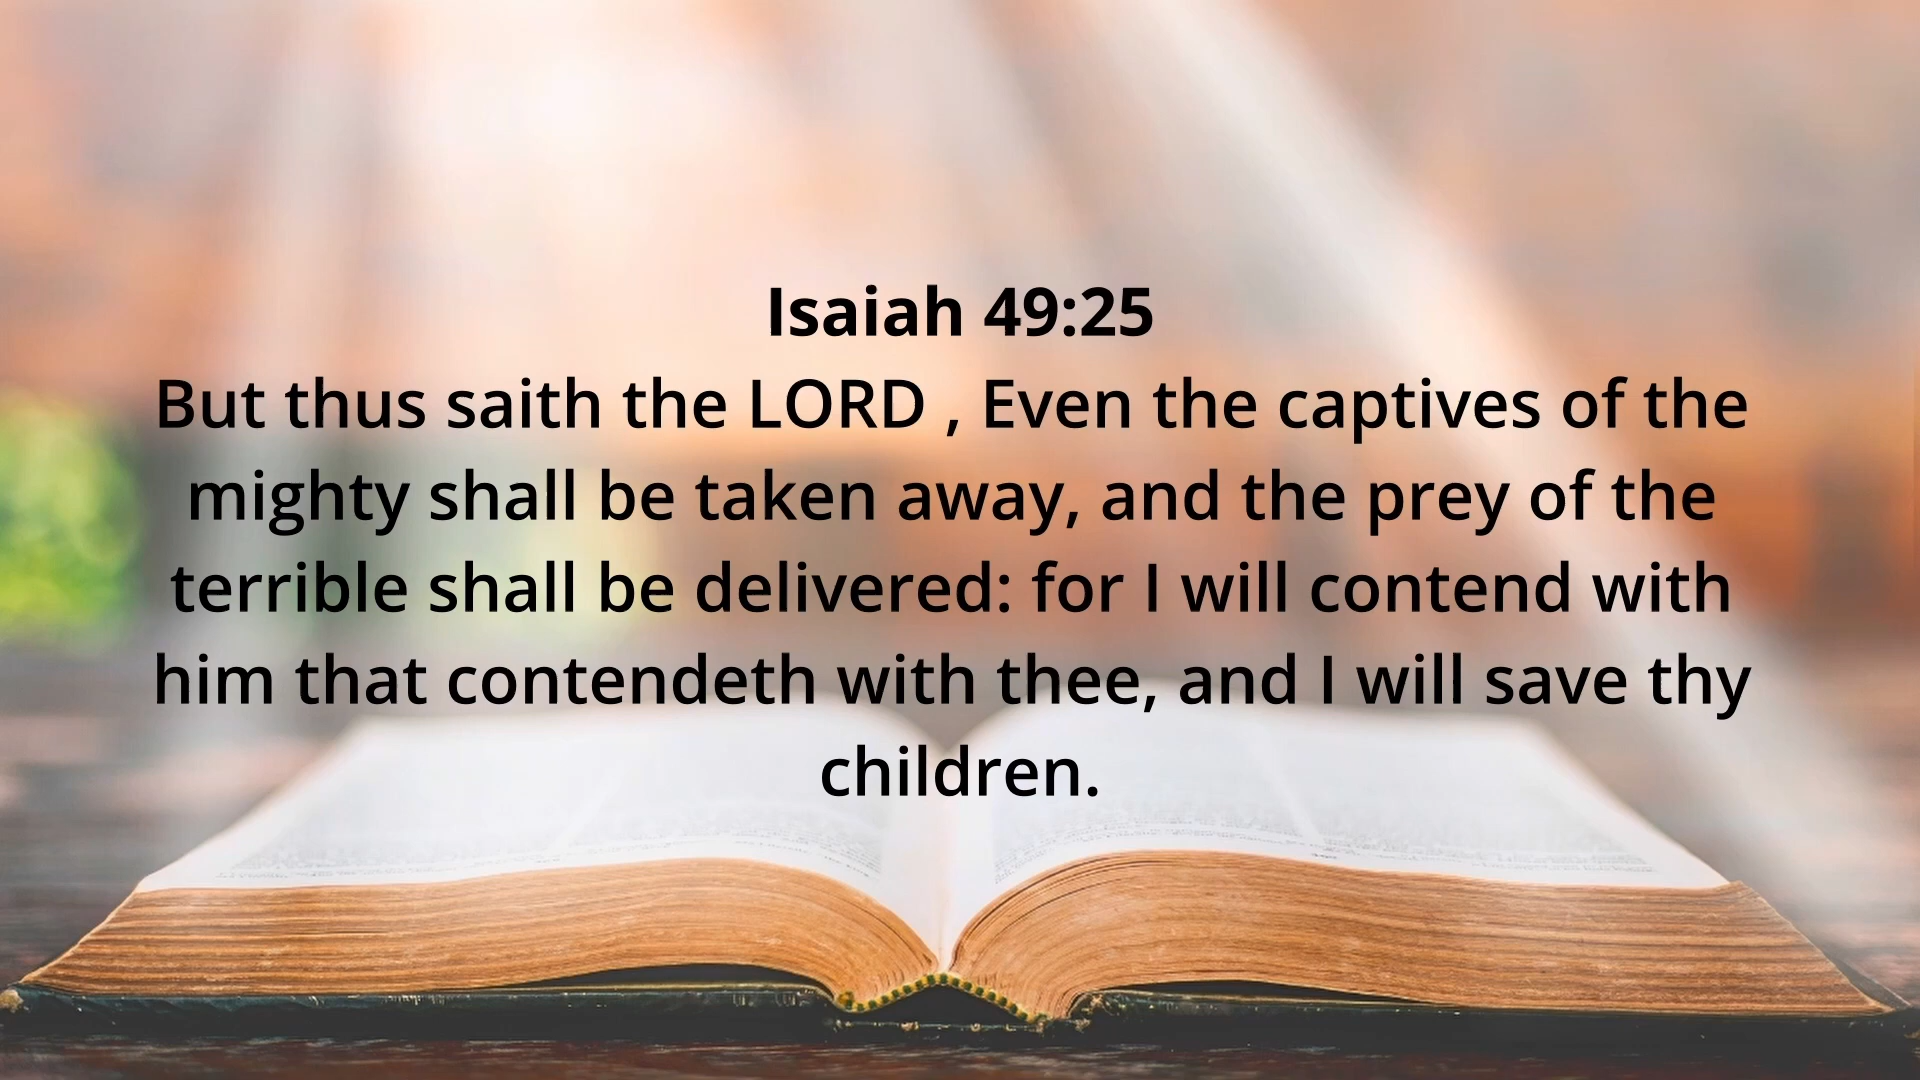 Isaiah 49:25
But thus saith the LORD , Even the captives of the
mighty shall be taken away, and the prey of the
terrible shall be delivered: for I will contend with
him that contendeth with thee, and I will save thy
children.